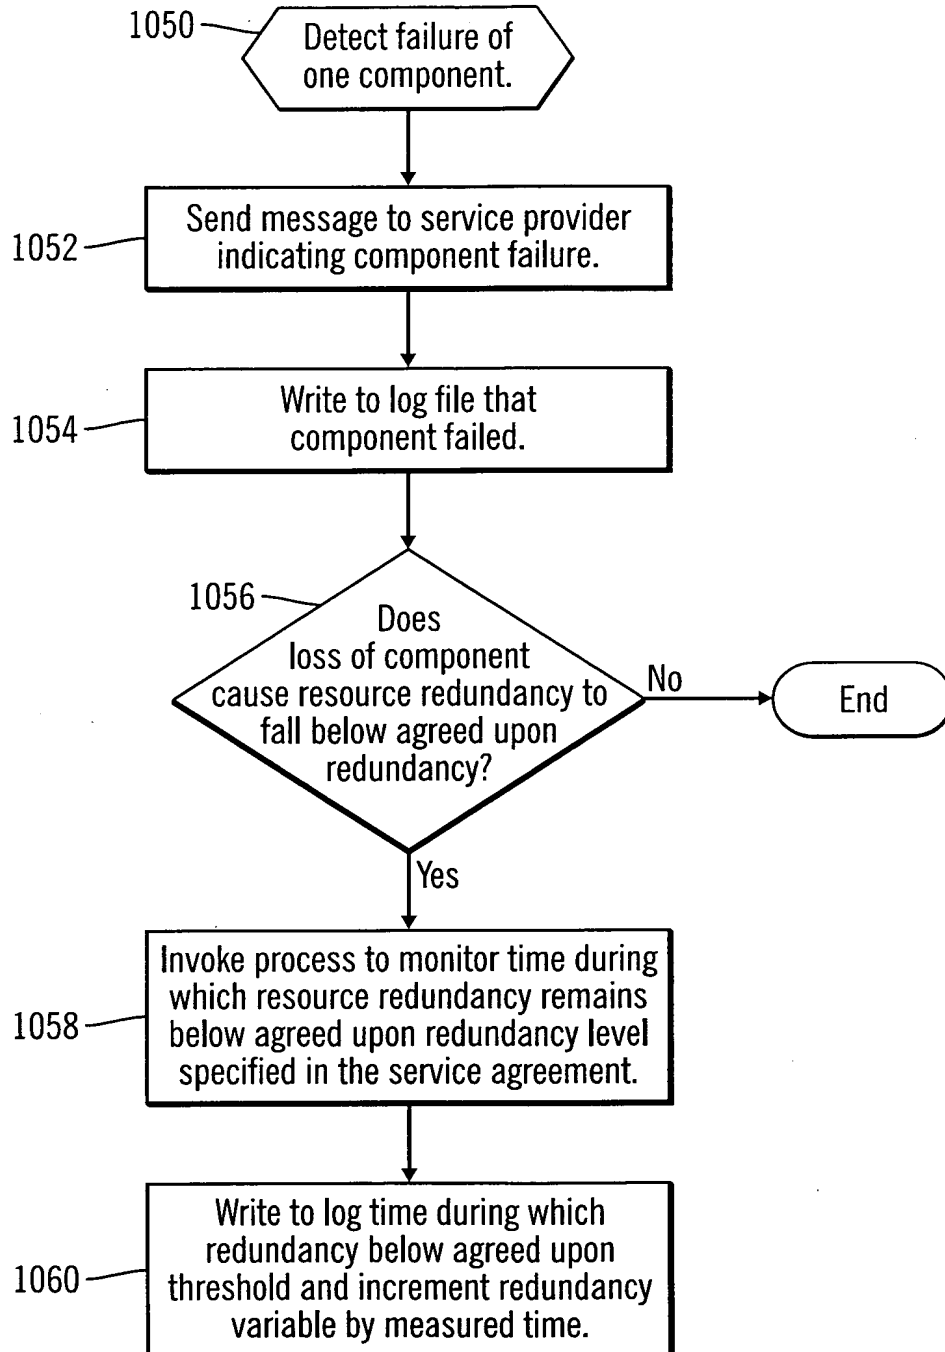 1050
Detect failure of
one component.
1052
Send message to service provider
indicating component failure.
1054
Write to log file that
component failed.
1056
Does
loss of component
cause resource redundancy to
fall below agreed upon
redundancy?
No
End
Yes
1058
Invoke process to monitor time during
which resource redundancy remains
below agreed upon redundancy level
specified in the service agreement.
1060
Write to log time during which
redundancy below agreed upon
threshold and increment redundancy
variable by measured time.